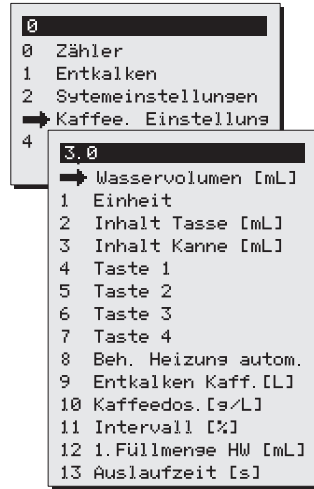 0
0 Zähler
1 Entkalken
2 Sytemeinstellungen
Kaffee. Einstellung
4
3.0
Wasservolumen [mL]
1 Einheit
2 Inhalt Tasse [mL]
3 Inhalt Kanne [mL]
4 Taste 1
5 Taste 2
6 Taste 3
7 Taste 4
8 Beh. Heizung autom.
9 Entkalken Kaff.[L]
10 Kaffeedos.[g/L]
11 Intervall [%]
12 1.Füllmenge HW [mL]
13 Auslaufzeit [s]